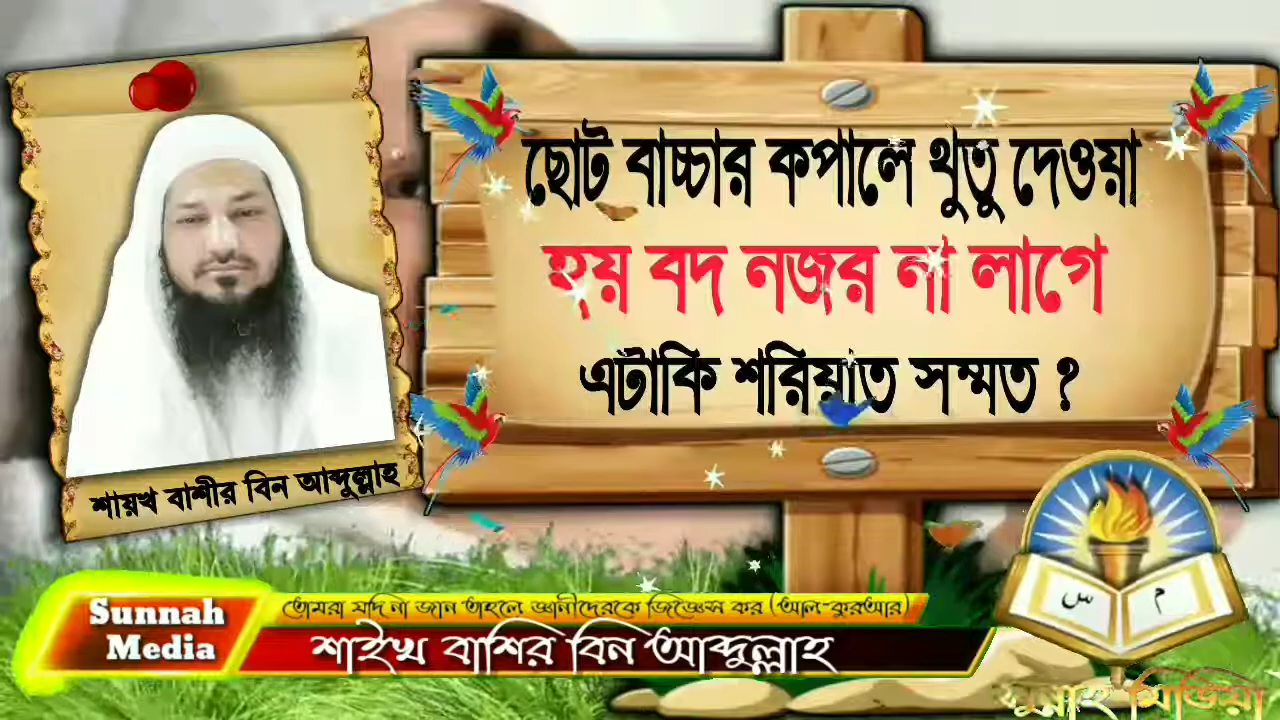 ছোট বাচ্চার কপালে থুতু দেওয়া
হয় বদ নজর না লাগে
এটাকি শরিয়াত সম্মত ?
শায়খ বাশীর বিন আব্দুল্লাহ
Sunnah
Media
তোমরা যদি না জান তাহলে জ্ঞানীদেরকে জিজ্ঞেস কর (আল-কুরআর)
শাইখ বাশির বিন আব্দুল্লাহ
س م
সুন্নাহ মিডিয়া